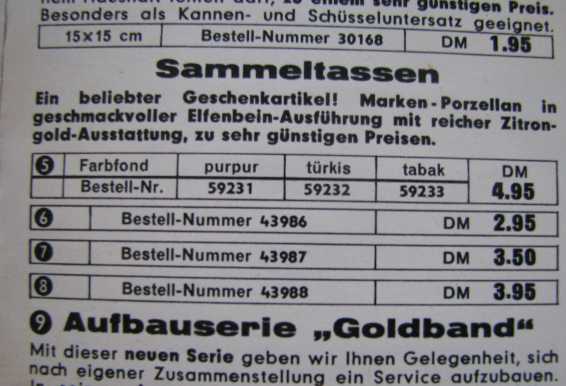 einem sehr günstigen Preis.
Besonders als Kannen- und Schüsseluntersatz geeignet.
15x15 cm Bestell-Nummer 30168 DM 1.95
Sammeltassen
Ein beliebter Geschenkartikel! Marken-Porzellan in
geschmackvoller Elfenbein-Ausführung mit reicher Zitron-
gold-Ausstattung, zu sehr günstigen Preisen.
5 Farbfond purpur türkis tabak DM
Bestell-Nr. 59231 59232 59233 4.95
6 Bestell-Nummer 43986 DM 2.95
7 Bestell-Nummer 43987 DM 3.50
8 Bestell-Nummer 43988 DM 3.95
9 Aufbauserie „Goldband“
Mit dieser neuen Serie geben wir Ihnen Gelegenheit, sich
nach eigener Zusammenstellung ein Service aufzubauen.